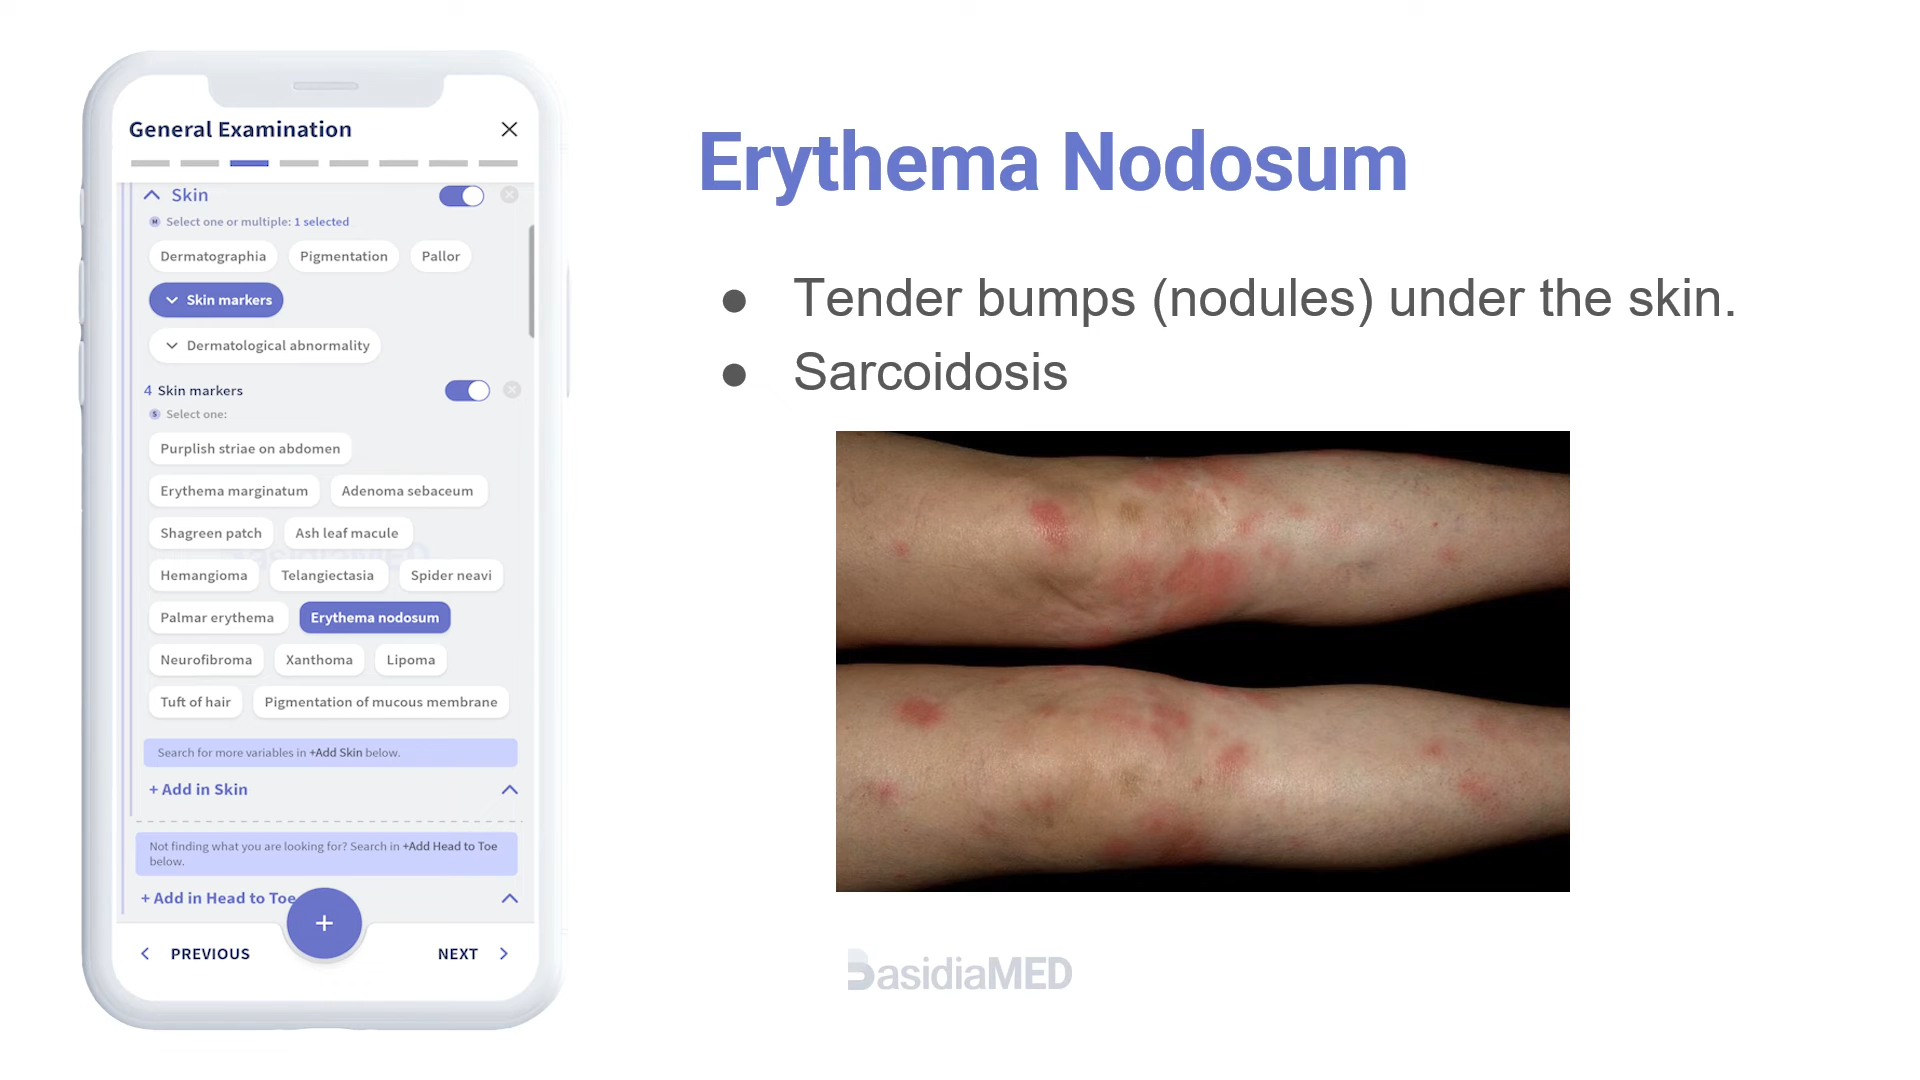 General Examination
Skin
Select one or multiple: 1 selected
Dermatographia Pigmentation Pallor
Skin markers
Dermatological abnormality
4 Skin markers
Select one:
Purplish striae on abdomen
Erythema marginatum Adenoma sebaceum
Shagreen patch Ash leaf macule
Hemangioma Telangiectasia Spider neavi
Palmar erythema Erythema nodosum
Neurofibroma Xanthoma Lipoma
Tuft of hair Pigmentation of mucous membrane
Search for more variables in +Add Skin below.
+ Add in Skin
Not finding what you are looking for? Search in +Add Head to Toe
below.
+ Add in Head to Toe
+
PREVIOUS NEXT
Erythema Nodosum
● Tender bumps (nodules) under the skin.
● Sarcoidosis
BasidiaMED